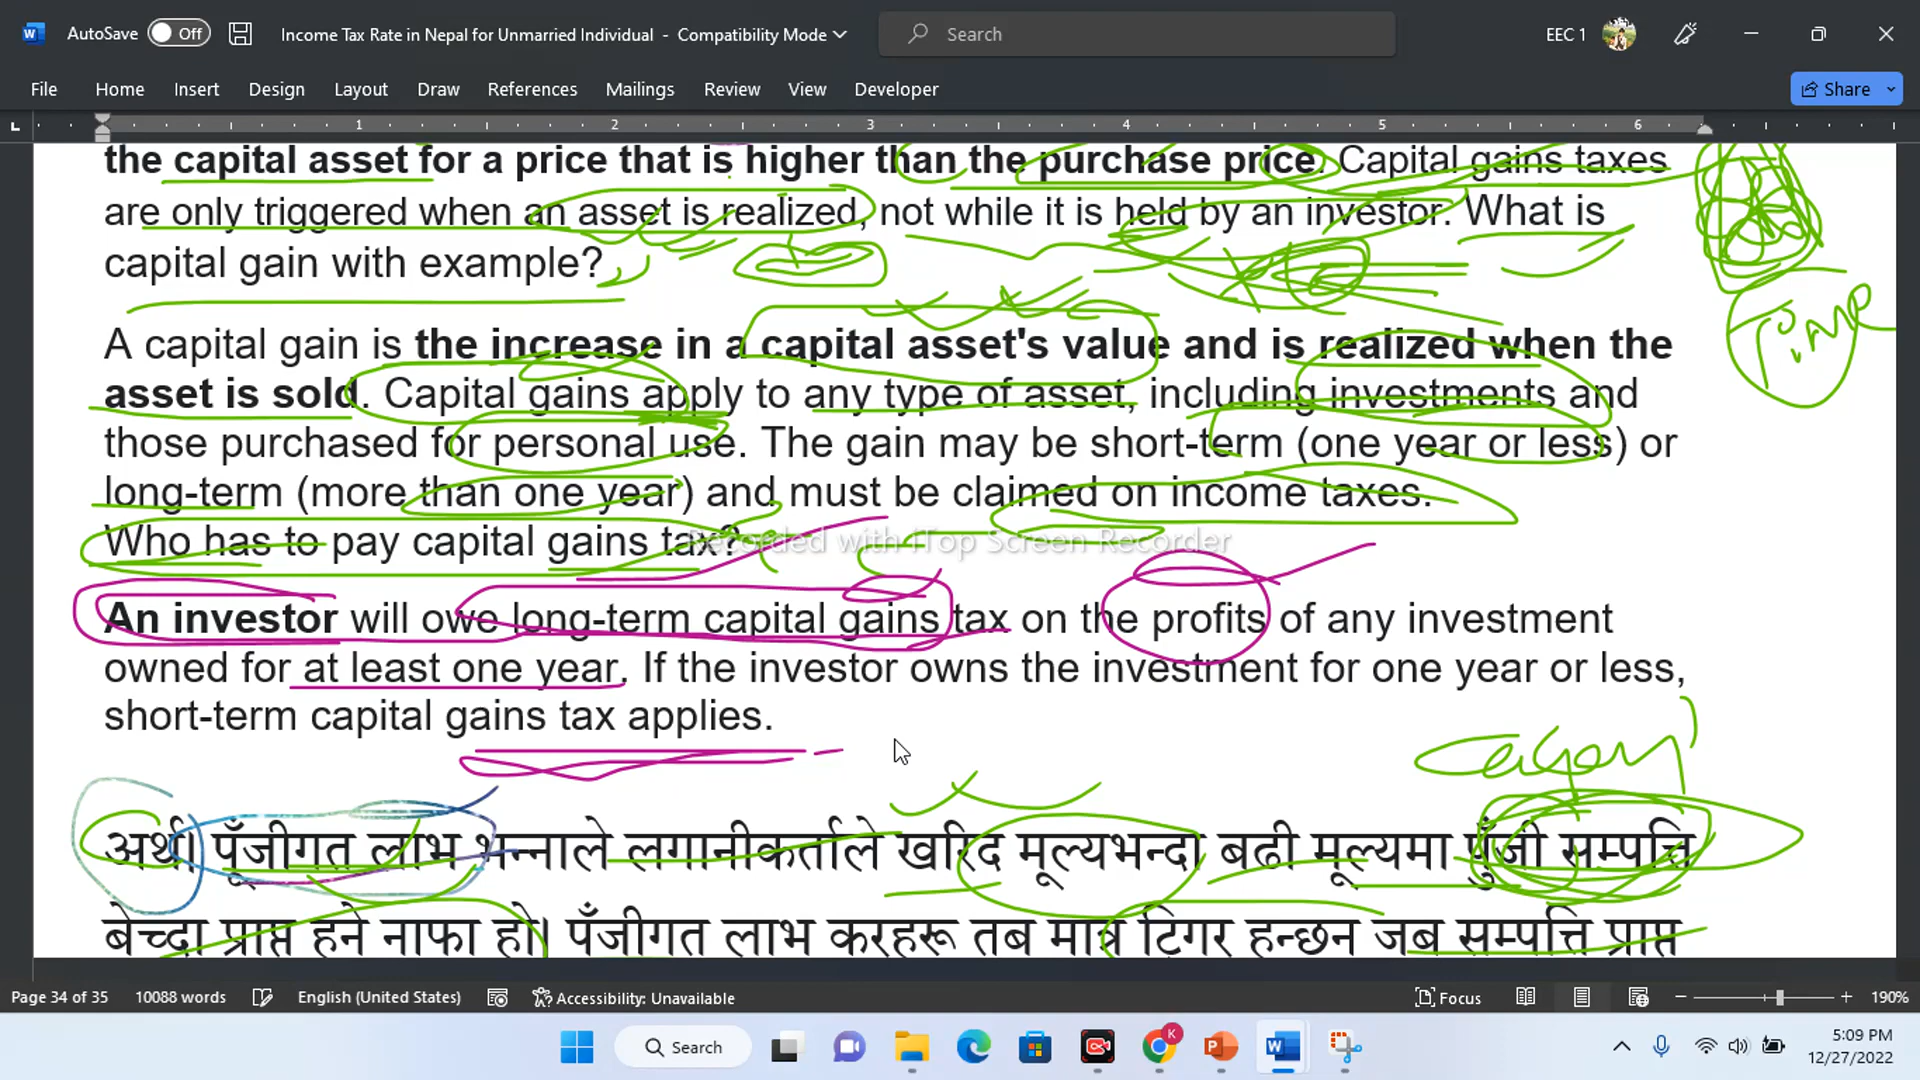 AutoSave Off Income Tax Rate in Nepal for Unmarried Individual - Compatibility Mode Search EEC 1
File Home Insert Design Layout Draw References Mailings Review View Developer Share
1 2 3 4 5 6
the capital asset for a price that is higher than the purchase price. Capital gains taxes
are only triggered when an asset is realized, not while it is held by an investor. What is
capital gain with example?
Time
A capital gain is the increase in a capital asset's value and is realized when the
asset is sold. Capital gains apply to any type of asset, including investments and
those purchased for personal use. The gain may be short-term (one year or less) or
long-term (more than one year) and must be claimed on income taxes.
Who has to pay capital gains tax?
Recorded with iTop Screen Recorder
An investor will owe long-term capital gains tax on the profits of any investment
owned for at least one year. If the investor owns the investment for one year or less,
short-term capital gains tax applies.
अर्थ। पूँजीगत लाभ भन्नाले लगानीकर्ताले खरिद मूल्यभन्दा बढी मूल्यमा पुँजी सम्पत्ति
बेच्दा प्राप्त हुने नाफा हो। पूँजीगत लाभ करहरू तब मात्र ट्रिगर हुन्छन् जब सम्पत्ति प्राप्त
Page 34 of 35 10088 words English (United States) Accessibility: Unavailable Focus 190%
Search K 5:09 PM
12/27/2022